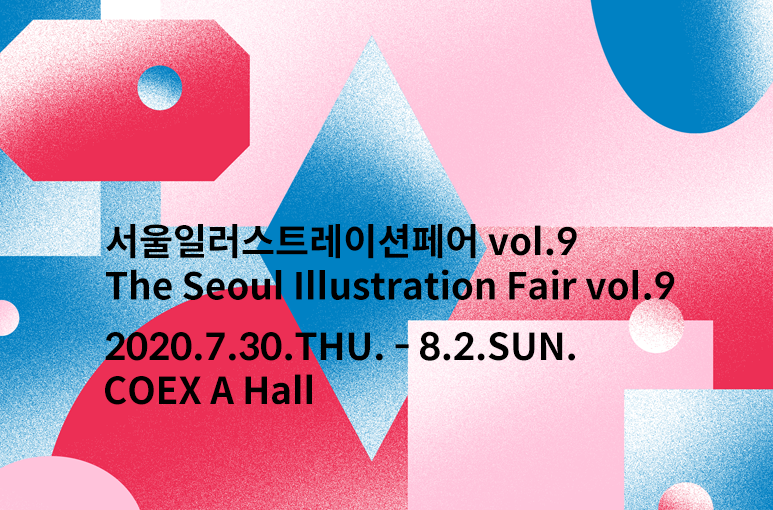 서울일러스트레이션페어 vol.9
The Seoul Illustration Fair vol.9
2020.7.30.THU. - 8.2.SUN.
COEX A Hall